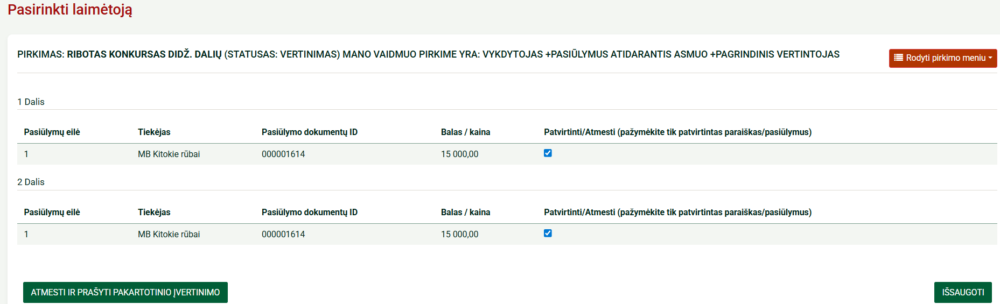 Pasirinkti laimėtoją
PIRKIMAS: RIBOTAS KONKURSAS DIDŽ. DALIŲ (STATUSAS: VERTINIMAS) MANO VAIDMUO PIRKIME YRA: VYKDYTOJAS +PASIŪLYMUS ATIDARANTIS ASMUO +PAGRINDINIS VERTINTOJAS
Rodyti pirkimo meniu
1 Dalis
Pasiūlymų eilė Tiekėjas Pasiūlymo dokumentų ID Balas / kaina Patvirtinti/Atmesti (pažymėkite tik patvirtintas paraiškas/pasiūlymus)
1 MB Kitokie rūbai 000001614 15 000,00
2 Dalis
Pasiūlymų eilė Tiekėjas Pasiūlymo dokumentų ID Balas / kaina Patvirtinti/Atmesti (pažymėkite tik patvirtintas paraiškas/pasiūlymus)
1 MB Kitokie rūbai 000001614 15 000,00
ATMESTI IR PRAŠYTI PAKARTOTINIO ĮVERTINIMO IŠSAUGOTI